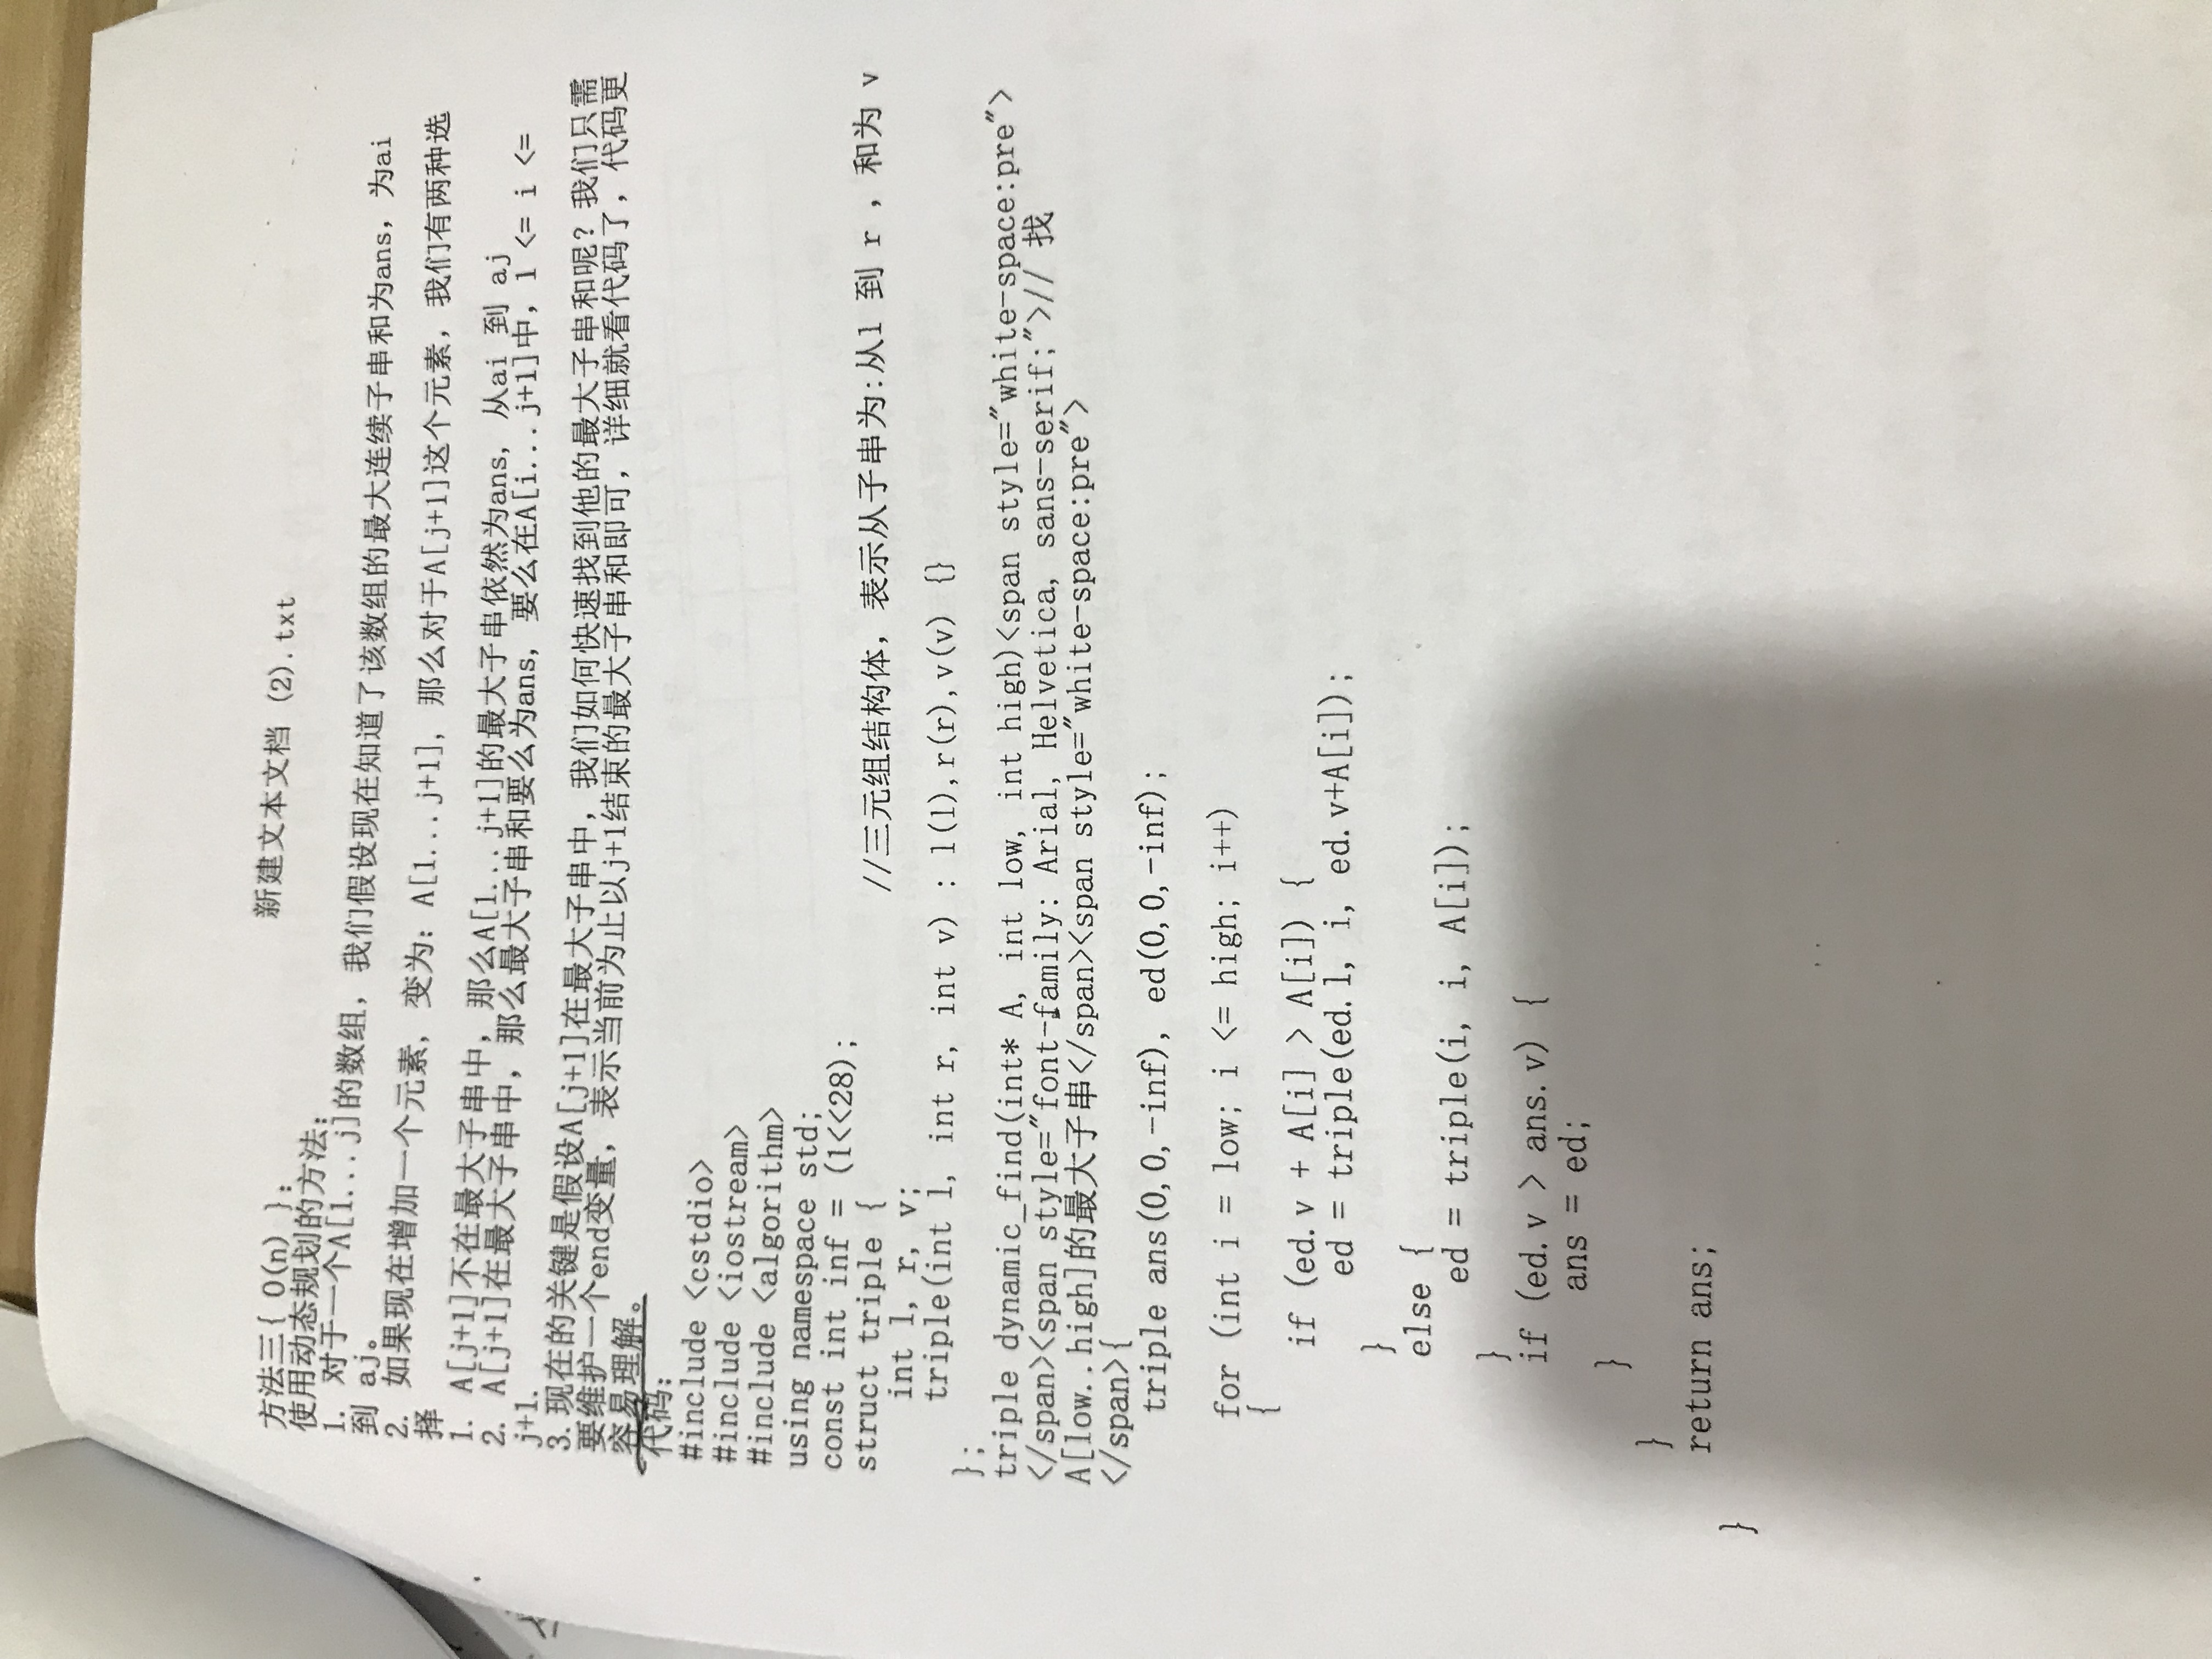 新建文本文档 (2).txt
方法三{ O(n) }:
使用动态规划的方法:
1. 对于一个A[1...j]的数组，我们假设现在知道了该数组的最大连续子串和为ans，为ai
到 aj。
2. 如果现在增加一个元素, 变为: A[1...j+1], 那么对于A[j+1]这个元素，我们有两种选
择
1. A[j+1]不在最大子串中，那么A[1...j+1]的最大子串依然为ans, 从ai 到 aj
2. A[j+1]在最大子串中，那么最大子串和要么为ans, 要么在A[i...j+1]中，1 <= i <=
j+1.
3.现在的关键是假设A[j+1]在最大子串中，我们如何快速找到他的最大子串和呢？我们只需
要维护一个end变量，表示当前为止以j+1结束的最大子串和即可，详细就看代码了，代码更
容易理解。
代码:
#include <cstdio>
#include <iostream>
#include <algorithm>
using namespace std;
const int inf = (1<<28);
struct triple { //三元组结构体，表示从子串为:从l 到 r ，和为 v
int l, r, v;
triple(int l, int r, int v) : l(l),r(r),v(v) {}
};
triple dynamic_find(int* A, int low, int high)<span style="white-space:pre">
</span><span style="font-family: Arial, Helvetica, sans-serif;">// 找
A[low..high]的最大子串</span><span style="white-space:pre">
</span>{
triple ans(0,0,-inf), ed(0,0,-inf);
for (int i = low; i <= high; i++)
{
if (ed.v + A[i] > A[i]) {
ed = triple(ed.l, i, ed.v+A[i]);
}
else {
ed = triple(i, i, A[i]);
}
if (ed.v > ans.v) {
ans = ed;
}
}
return ans;
}